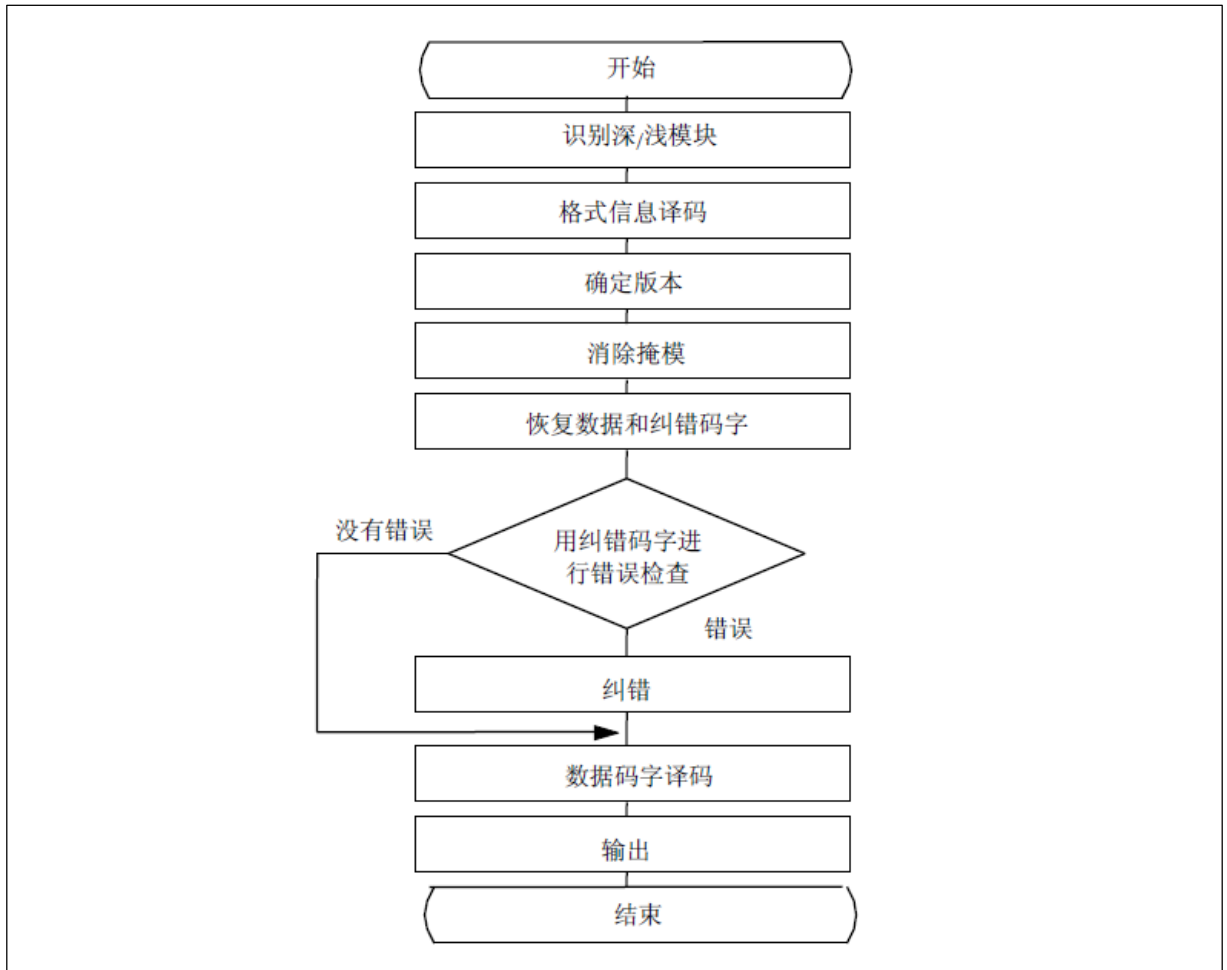 开始
识别深/浅模块
格式信息译码
确定版本
消除掩模
恢复数据和纠错码字
没有错误
用纠错码字进
行错误检查
错误
纠错
数据码字译码
输出
结束